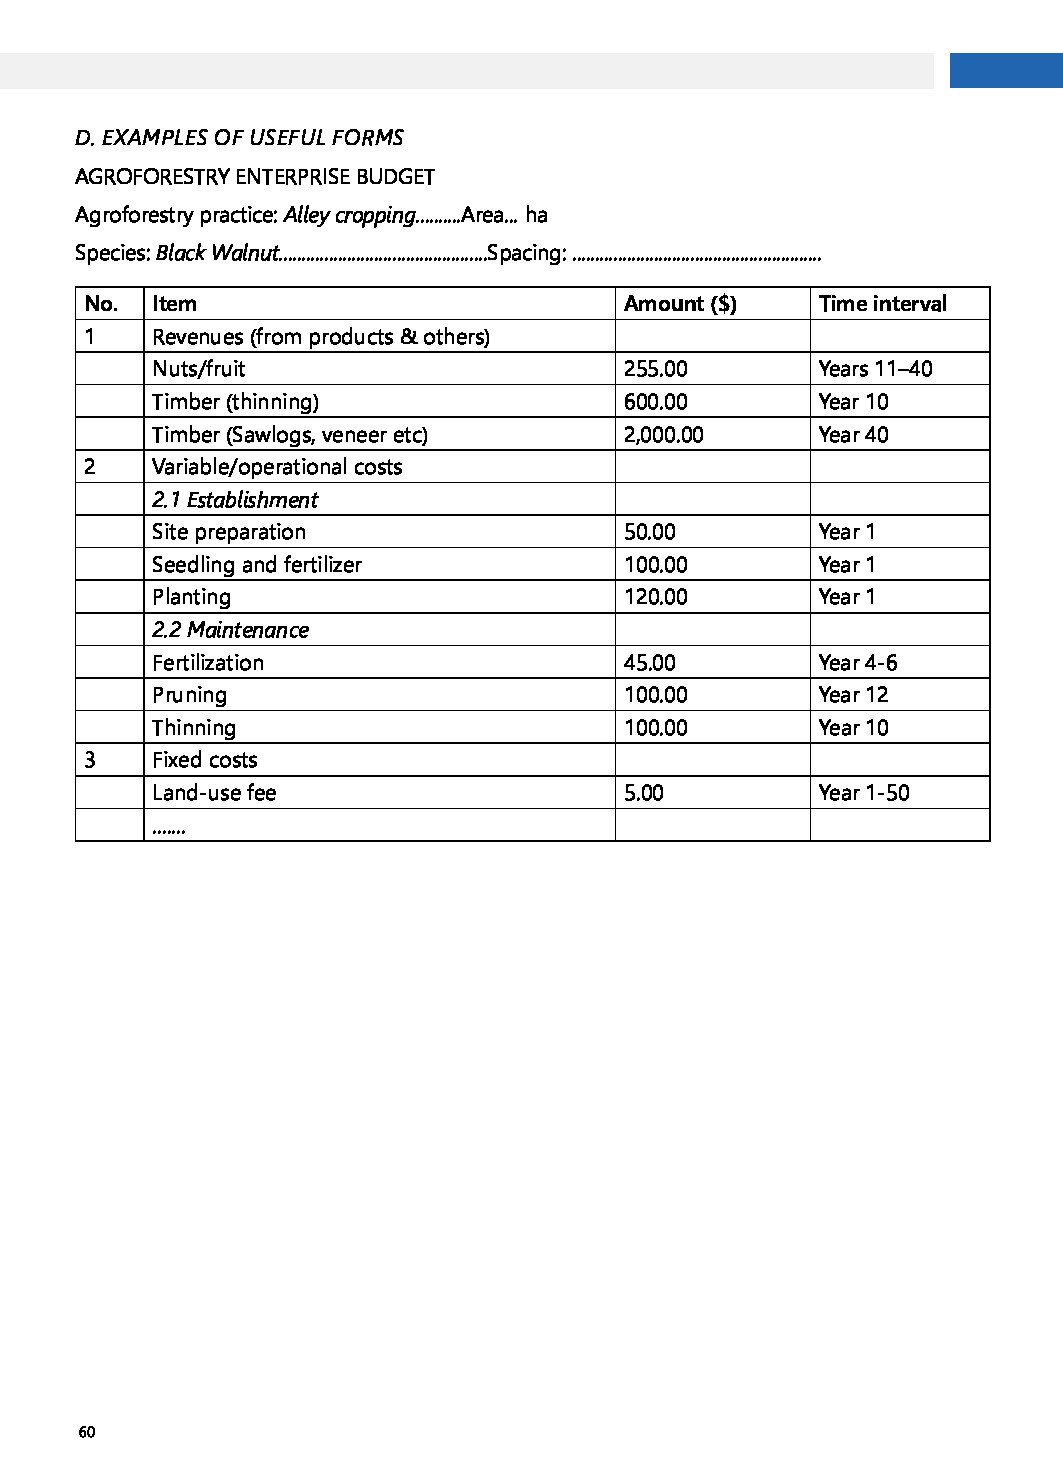 D. EXAMPLES OF USEFUL FORMS
AGROFORESTRY ENTERPRISE BUDGET
Agroforestry practice: Alley cropping..........Area... ha
Species: Black Walnut..............................................Spacing: .......................................................
No. Item Amount ($) Time interval
1 Revenues (from products & others)
Nuts/fruit 255.00 Years 11–40
Timber (thinning) 600.00 Year 10
Timber (Sawlogs, veneer etc) 2,000.00 Year 40
2 Variable/operational costs
2.1 Establishment
Site preparation 50.00 Year 1
Seedling and fertilizer 100.00 Year 1
Planting 120.00 Year 1
2.2 Maintenance
Fertilization 45.00 Year 4-6
Pruning 100.00 Year 12
Thinning 100.00 Year 10
3 Fixed costs
Land-use fee 5.00 Year 1-50
.......
60